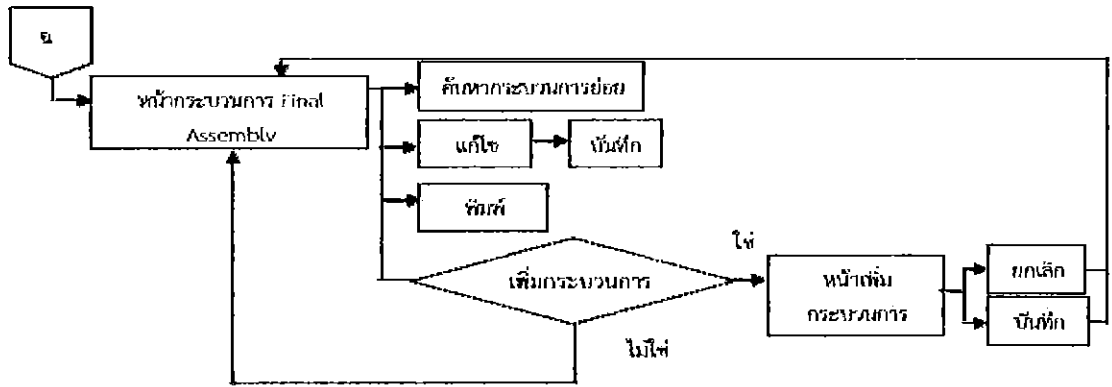 ฉ
หน้ากระบวนการ Final
Assembly
ค้นหากระบวนการย่อย
แก้ไข
บันทึก
พิมพ์
เพิ่มกระบวนการ
ใช่
ไม่ใช่
หน้าเพิ่ม
กระบวนการ
ยกเลิก
บันทึก